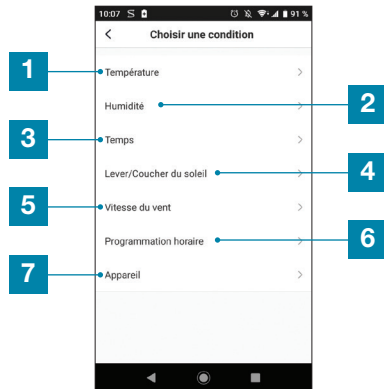 10:07 S 91 %
Choisir une condition
1 Température
Humidité 2
3 Temps
Lever/Coucher du soleil 4
5 Vitesse du vent
Programmation horaire 6
7 Appareil